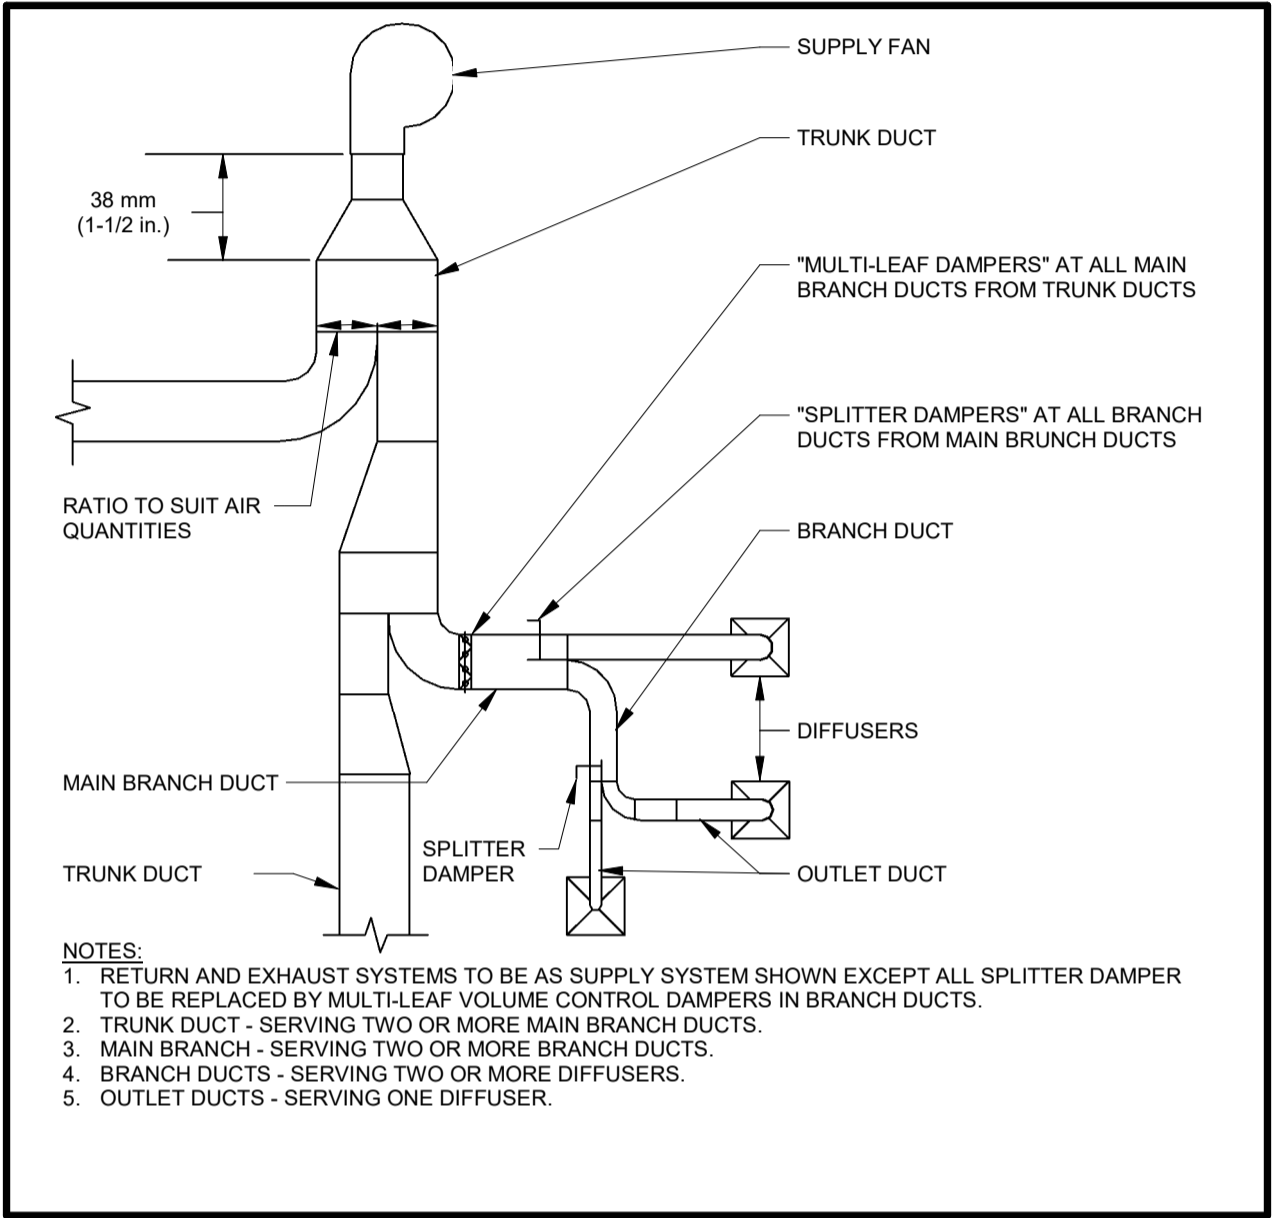 SUPPLY FAN
TRUNK DUCT
38 mm
(1-1/2 in.)
"MULTI-LEAF DAMPERS" AT ALL MAIN
BRANCH DUCTS FROM TRUNK DUCTS
"SPLITTER DAMPERS" AT ALL BRANCH
DUCTS FROM MAIN BRUNCH DUCTS
RATIO TO SUIT AIR
QUANTITIES
BRANCH DUCT
DIFFUSERS
MAIN BRANCH DUCT
SPLITTER
DAMPER
TRUNK DUCT
OUTLET DUCT
NOTES:
1. RETURN AND EXHAUST SYSTEMS TO BE AS SUPPLY SYSTEM SHOWN EXCEPT ALL SPLITTER DAMPER
TO BE REPLACED BY MULTI-LEAF VOLUME CONTROL DAMPERS IN BRANCH DUCTS.
2. TRUNK DUCT - SERVING TWO OR MORE MAIN BRANCH DUCTS.
3. MAIN BRANCH - SERVING TWO OR MORE BRANCH DUCTS.
4. BRANCH DUCTS - SERVING TWO OR MORE DIFFUSERS.
5. OUTLET DUCTS - SERVING ONE DIFFUSER.